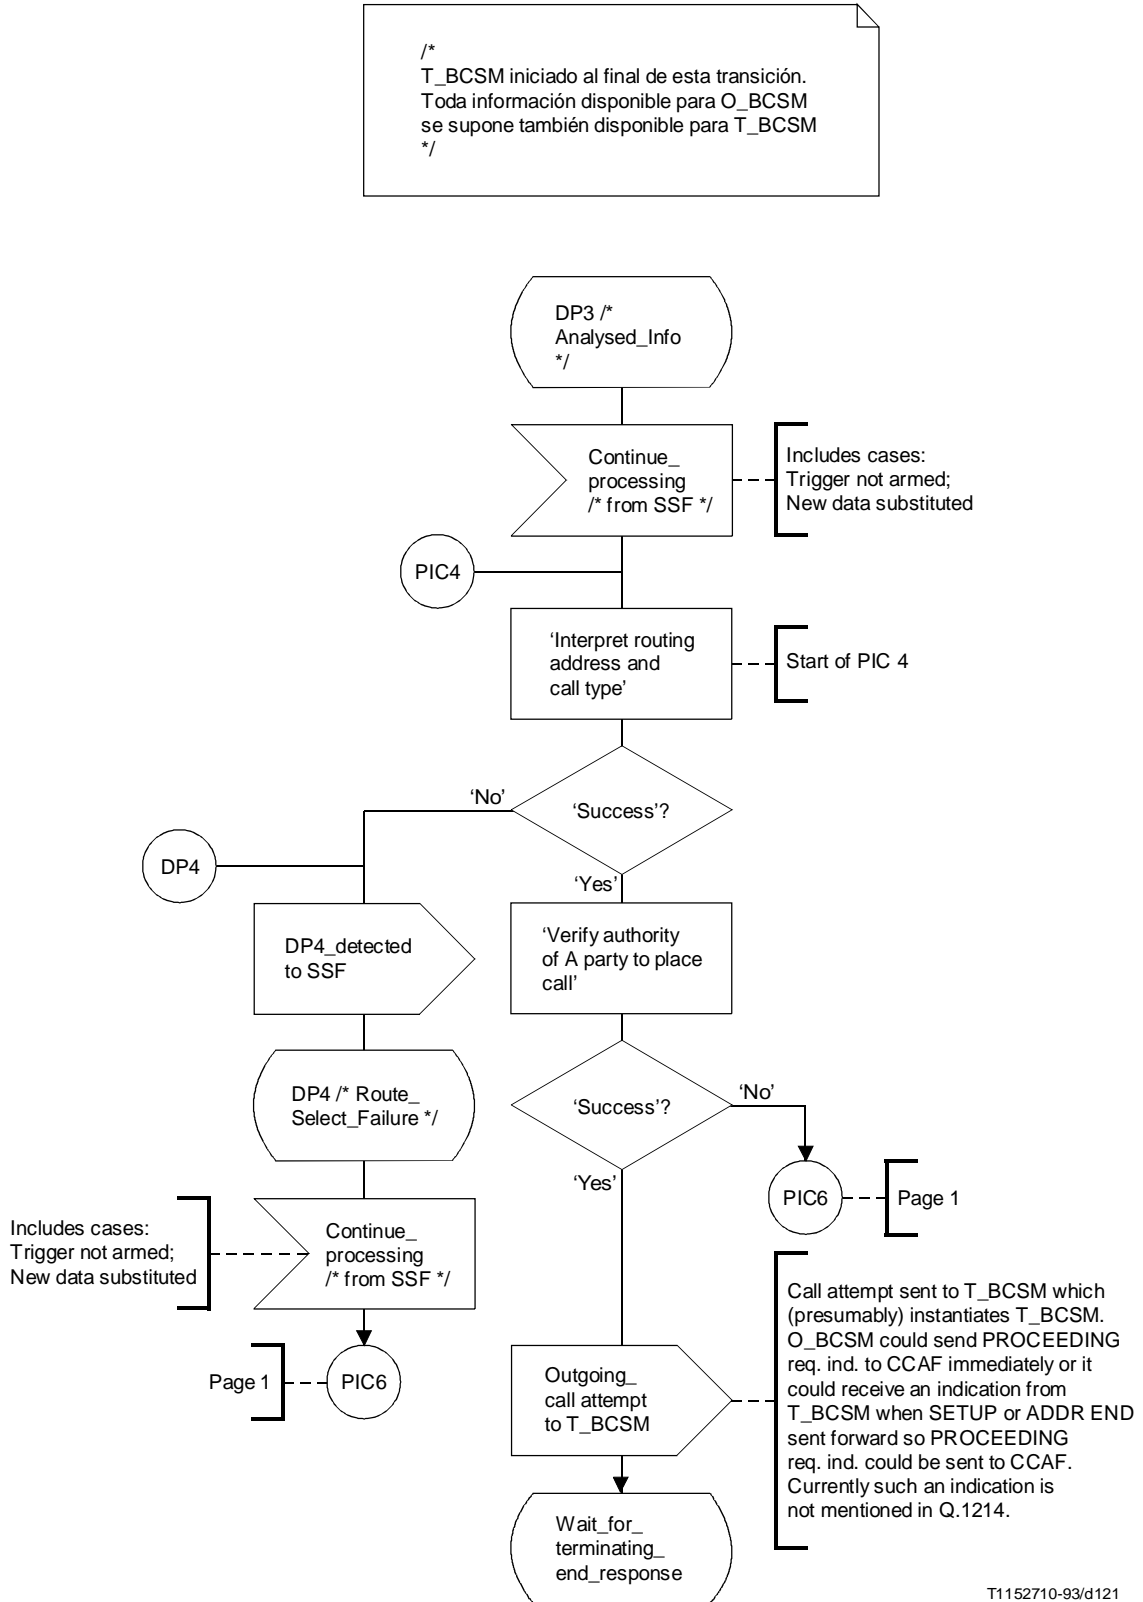 /*
T_BCSM iniciado al final de esta transición.
Toda información disponible para O_BCSM
se supone también disponible para T_BCSM
*/
DP3 /*
Analysed_Info
*/
Continue_
processing
/* from SSF */
Includes cases:
Trigger not armed;
New data substituted
PIC4
‘Interpret routing
address and
call type’
Start of PIC 4
‘Success’?
‘No’
‘Yes’
DP4
DP4_detected
to SSF
‘Verify authority
of A party to place
call’
DP4 /* Route_
Select_Failure */
‘Success’?
‘No’
‘Yes’
PIC6
Page 1
Includes cases:
Trigger not armed;
New data substituted
Continue_
processing
/* from SSF */
Page 1
PIC6
Outgoing_
call attempt
to T_BCSM
Call attempt sent to T_BCSM which
(presumably) instantiates T_BCSM.
O_BCSM could send PROCEEDING
req. ind. to CCAF immediately or it
could receive an indication from
T_BCSM when SETUP or ADDR END
sent forward so PROCEEDING
req. ind. could be sent to CCAF.
Currently such an indication is
not mentioned in Q.1214.
Wait_for_
terminating_
end_response
T1152710-93/d121